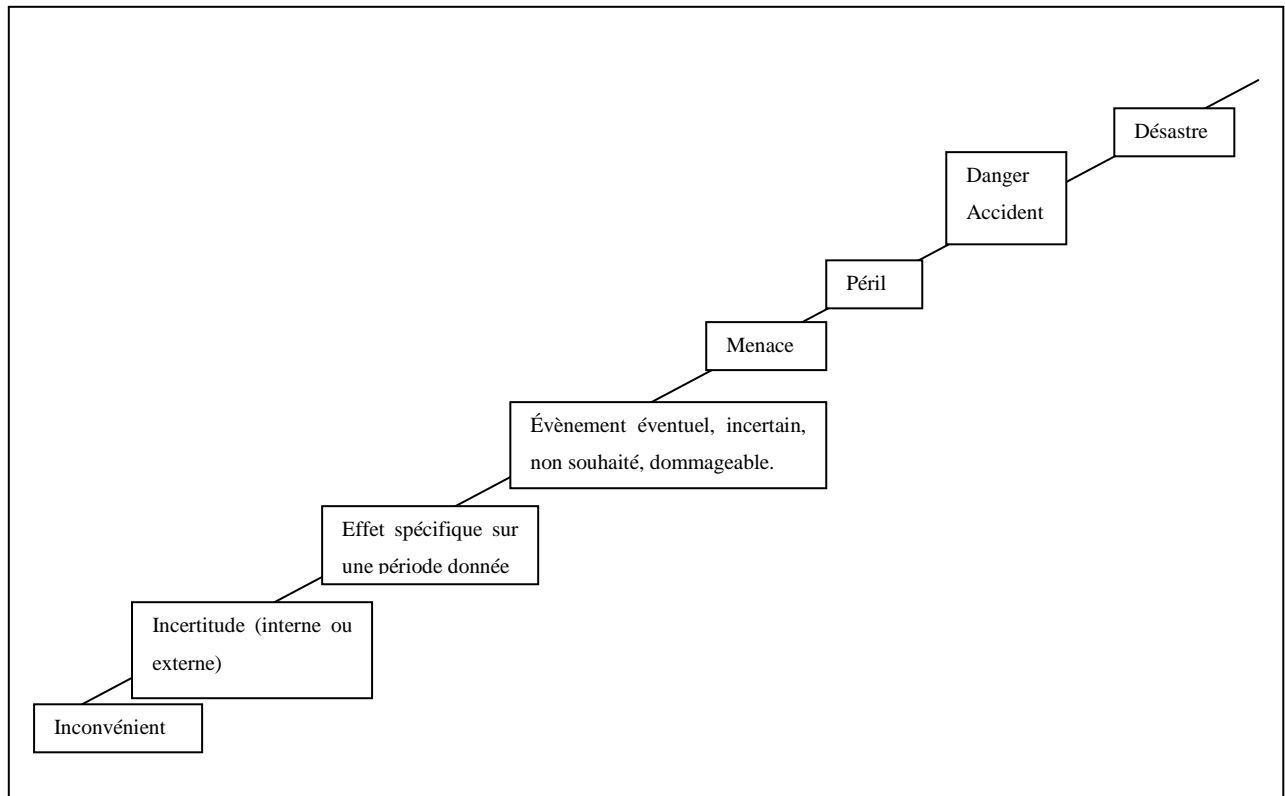 Désastre
Danger
Accident
Péril
Menace
Évènement éventuel, incertain,
non souhaité, dommageable.
Effet spécifique sur
une période donnée
Incertitude (interne ou
externe)
Inconvénient